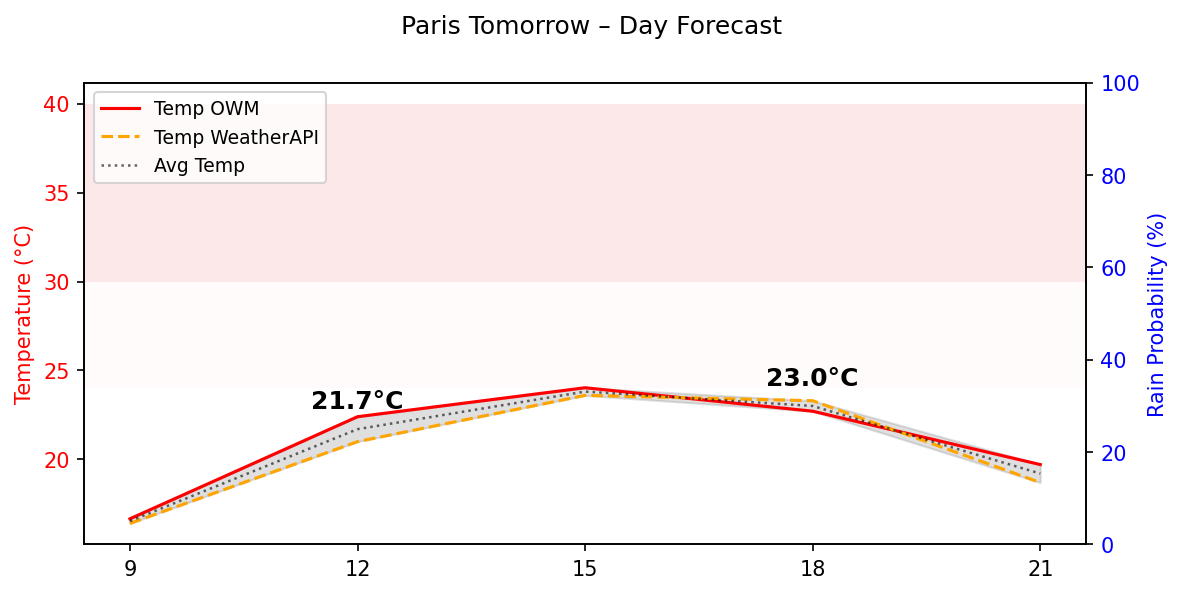 Paris Tomorrow – Day Forecast
Temp OWM
Temp WeatherAPI
Avg Temp
Temperature (°C)
40
35
30
25
20
21.7°C
23.0°C
100
80
60
40
20
0
Rain Probability (%)
9
12
15
18
21